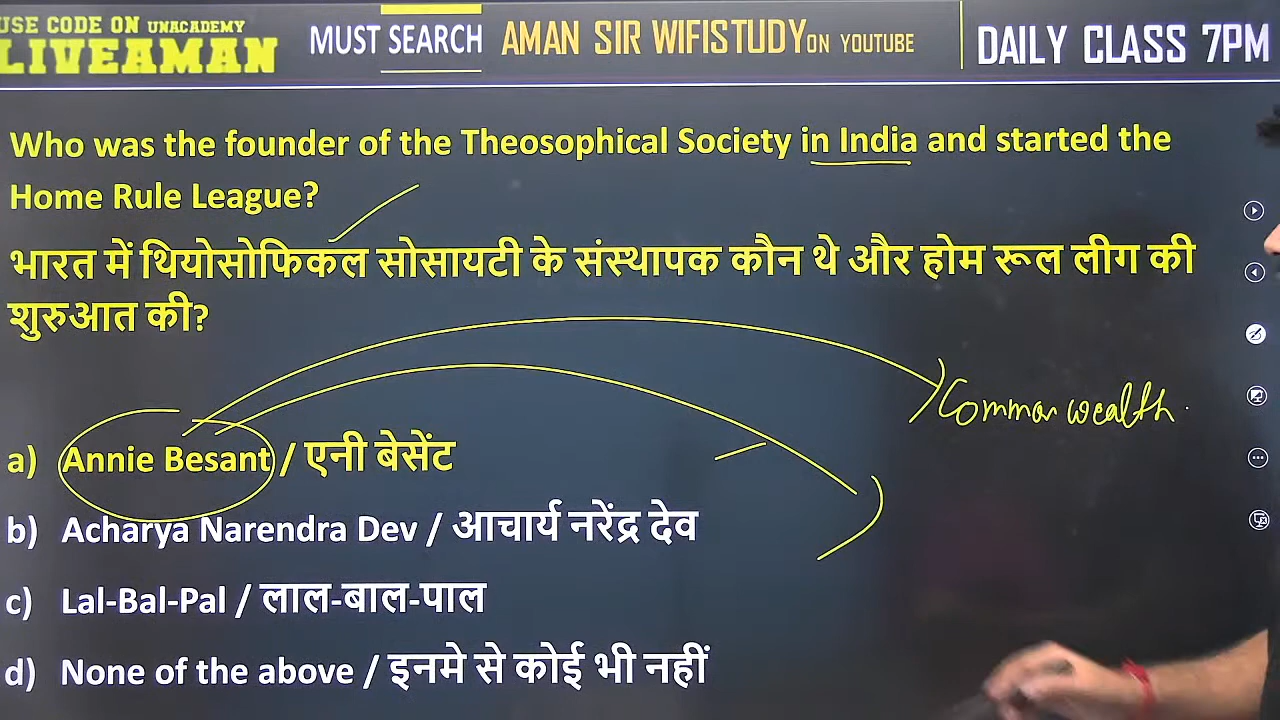 USE CODE ON UNACADEMY
LIVEAMAN
MUST SEARCH AMAN SIR WIFISTUDY ON YOUTUBE
DAILY CLASS 7PM
Who was the founder of the Theosophical Society in India and started the
Home Rule League?
भारत में थियोसोफिकल सोसायटी के संस्थापक कौन थे और होम रूल लीग की
शुरुआत की?
Common wealth
a) Annie Besant / एनी बेसेंट
b) Acharya Narendra Dev / आचार्य नरेंद्र देव
c) Lal-Bal-Pal / लाल-बाल-पाल
d) None of the above / इनमे से कोई भी नहीं